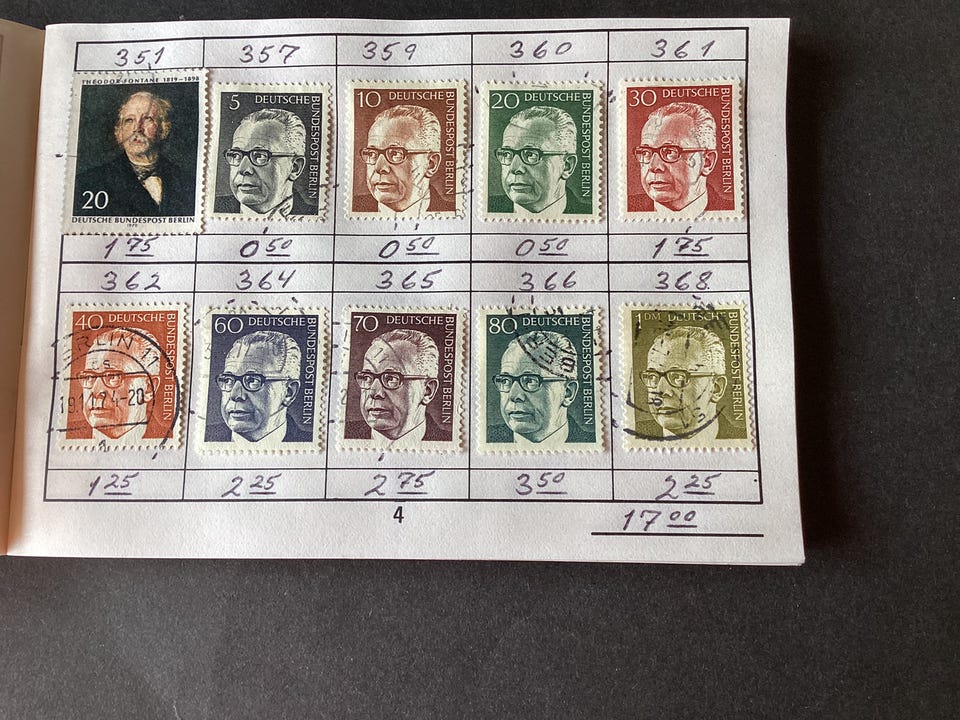 351 357 359 360 361
THEODOR FONTANE 1819–1898
20
DEUTSCHE BUNDESPOST BERLIN
1970
5 DEUTSCHE BUNDESPOST BERLIN
10 DEUTSCHE BUNDESPOST BERLIN
20 DEUTSCHE BUNDESPOST BERLIN
30 DEUTSCHE BUNDESPOST BERLIN
1 75 0 50 0 50 0 50 1 75
362 364 365 366 368
40 DEUTSCHE BUNDESPOST BERLIN
BERLIN 11
60 DEUTSCHE BUNDESPOST BERLIN
70 DEUTSCHE BUNDESPOST BERLIN
80 DEUTSCHE BUNDESPOST BERLIN
1 DM DEUTSCHE BUNDESPOST BERLIN
1 25 2 25 2 75 3 50 2 25
4
17 00